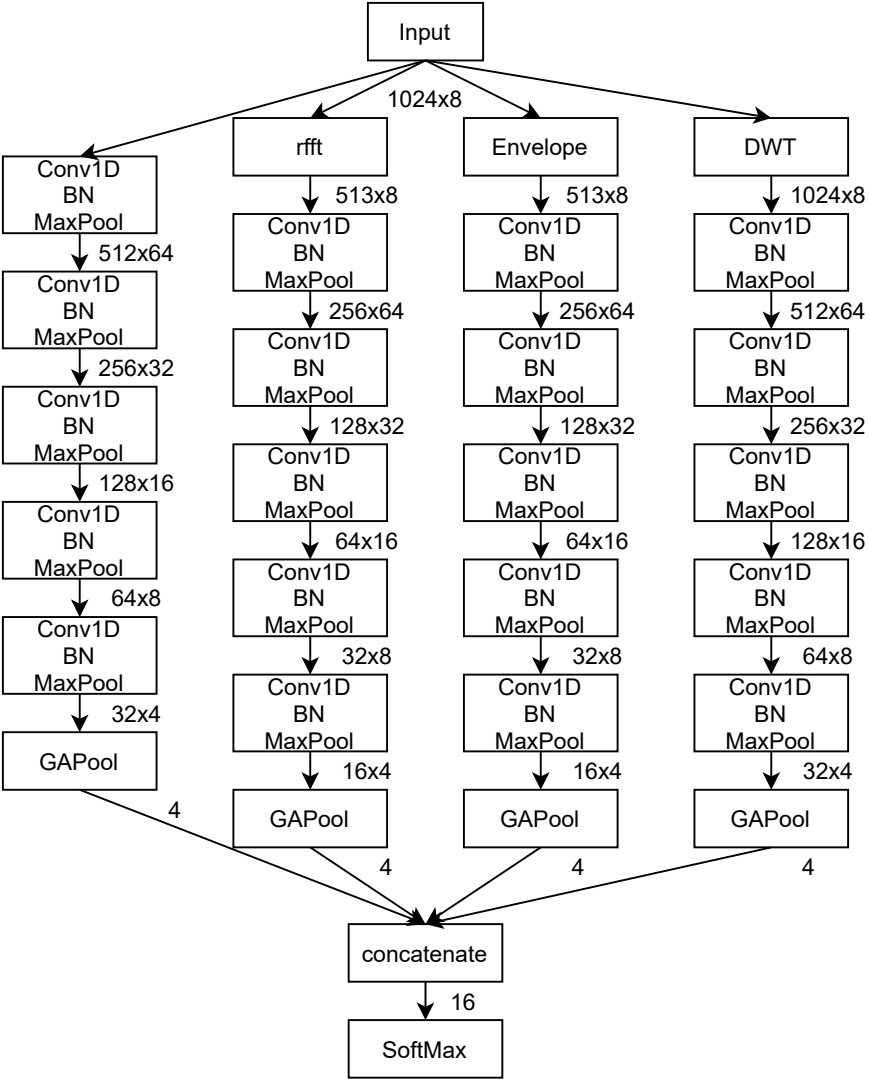 Input
1024x8
rfft
Envelope
DWT
Conv1D
BN
MaxPool
513x8
513x8
1024x8
Conv1D
BN
MaxPool
Conv1D
BN
MaxPool
Conv1D
BN
MaxPool
512x64
Conv1D
BN
MaxPool
256x64
256x64
512x64
Conv1D
BN
MaxPool
Conv1D
BN
MaxPool
Conv1D
BN
MaxPool
256x32
Conv1D
BN
MaxPool
128x32
128x32
256x32
Conv1D
BN
MaxPool
Conv1D
BN
MaxPool
Conv1D
BN
MaxPool
128x16
Conv1D
BN
MaxPool
64x16
64x16
128x16
Conv1D
BN
MaxPool
Conv1D
BN
MaxPool
Conv1D
BN
MaxPool
64x8
Conv1D
BN
MaxPool
32x8
32x8
64x8
Conv1D
BN
MaxPool
Conv1D
BN
MaxPool
Conv1D
BN
MaxPool
32x4
GAPool
16x4
16x4
32x4
GAPool
GAPool
GAPool
4
4
4
4
concatenate
16
SoftMax